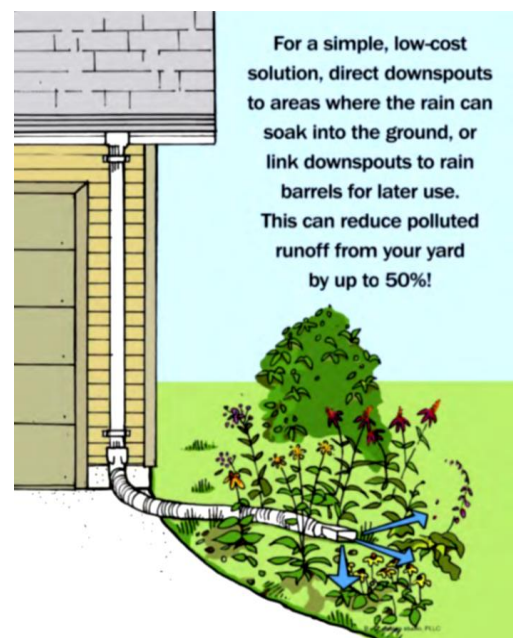 For a simple, low-cost
solution, direct downspouts
to areas where the rain can
soak into the ground, or
link downspouts to rain
barrels for later use.
This can reduce polluted
runoff from your yard
by up to 50%!
PLLC